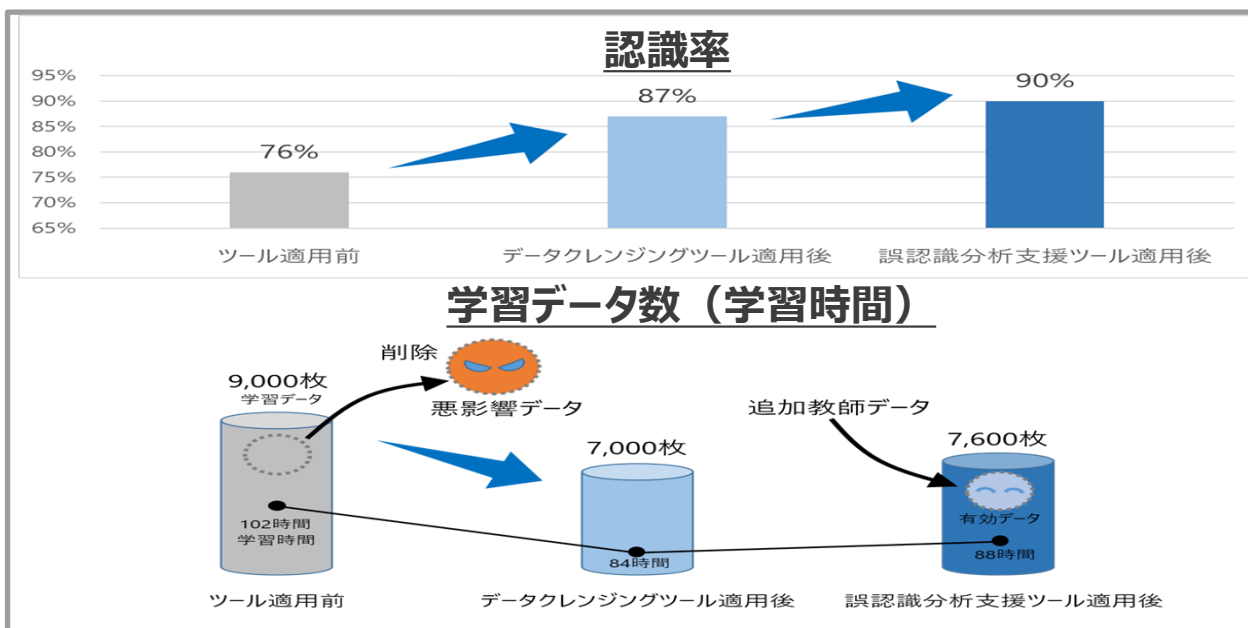 認識率
95%
90%
85%
80%
75%
70%
65%
76%
87%
90%
ツール適用前
データクレンジングツール適用後
誤認識分析支援ツール適用後
学習データ数（学習時間）
削除
悪影響データ
9,000枚
学習データ
102時間
学習時間
7,000枚
84時間
追加教師データ
7,600枚
有効データ
88時間
ツール適用前
データクレンジングツール適用後
誤認識分析支援ツール適用後